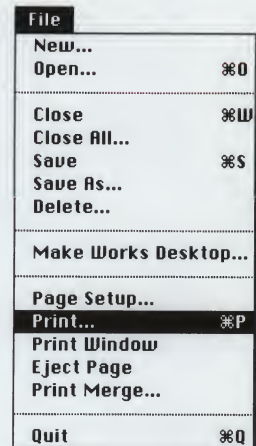 File
New...
Open... ⌘O
Close ⌘W
Close All...
Save ⌘S
Save As...
Delete...
Make Works Desktop...
Page Setup...
Print... ⌘P
Print Window
Eject Page
Print Merge...
Quit ⌘Q